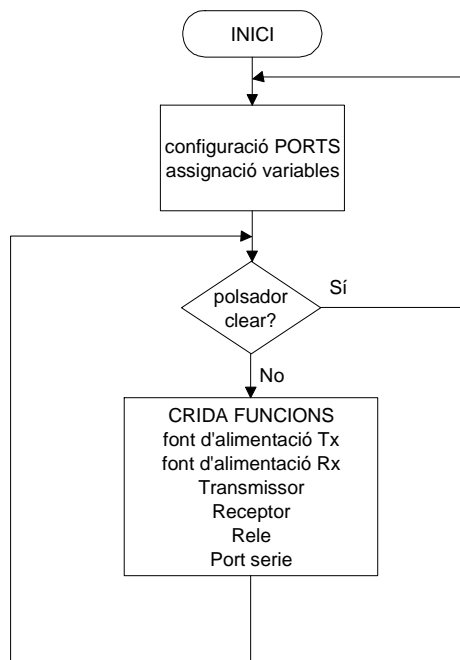 INICI
configuració PORTS
assignació variables
polsador
clear?
Sí
No
CRIDA FUNCIONS
font d'alimentació Tx
font d'alimentació Rx
Transmissor
Receptor
Rele
Port serie